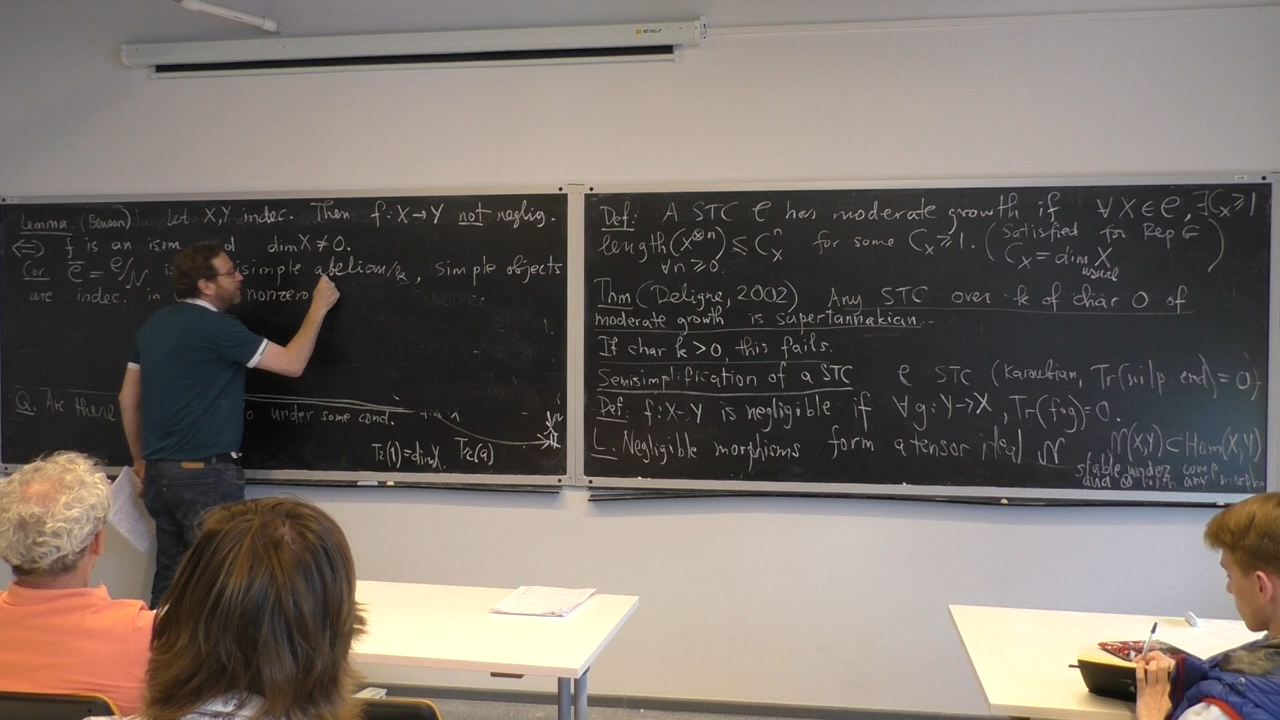 Lemma. (Benson) Let X,Y indec. Then f: X→Y not neglig.
⟺ f is an isom d dim X ≠ 0.
Cor C̄ = C/N is isimple abelian/k, simple objects
are indec. in nonzero
Q. Are there o under some cond.
Tr(1)=dim X Tr(a)
Def: A STC C has moderate growth if ∀X∈C, ∃C_X ≥ 1
length(X^{⊗n}) ≤ C_X^n for some C_X ≥ 1. (Satisfied for Rep G
∀n ≥ 0. C_X = dim X)
usual
Thm (Deligne, 2002) Any STC over k of char 0 of
moderate growth is supertannakian.
If char k > 0, this fails.
Semisimplification of a STC C STC (Karoubian, Tr(nilp. end) = 0)
Def: f: X→Y is negligible if ∀g: Y→X, Tr(f∘g)=0.
L. Negligible morphisms form a tensor ideal N N(X,Y) ⊂ Hom(X,Y)
stable under comp
and ⊗ with any morph